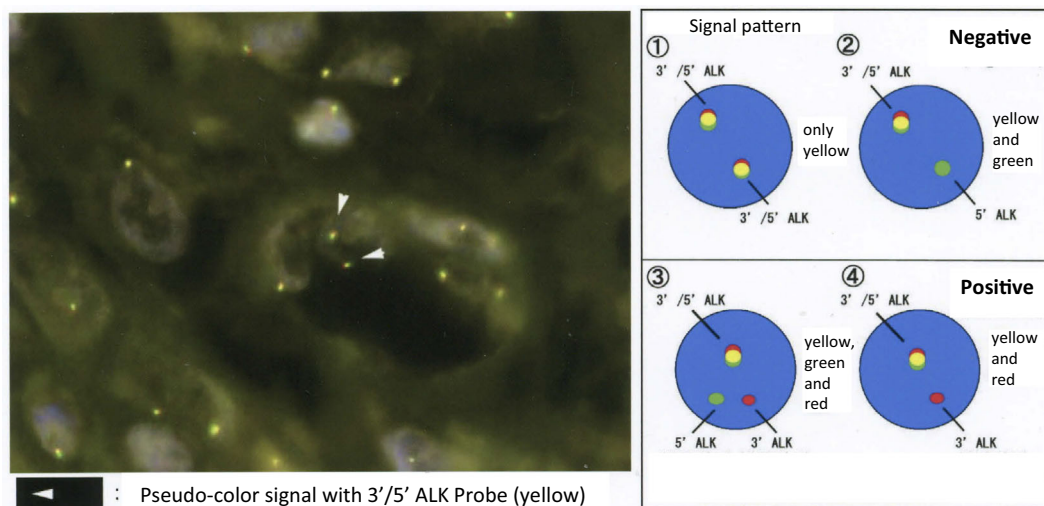 Signal pattern
① ② Negative
3' /5' ALK 3' /5' ALK
only
yellow
yellow
and
green
3' /5' ALK 5' ALK
③ ④ Positive
3' /5' ALK 3' /5' ALK
yellow,
green
and
red
yellow
and
red
5' ALK 3' ALK 3' ALK
: Pseudo-color signal with 3'/5' ALK Probe (yellow)